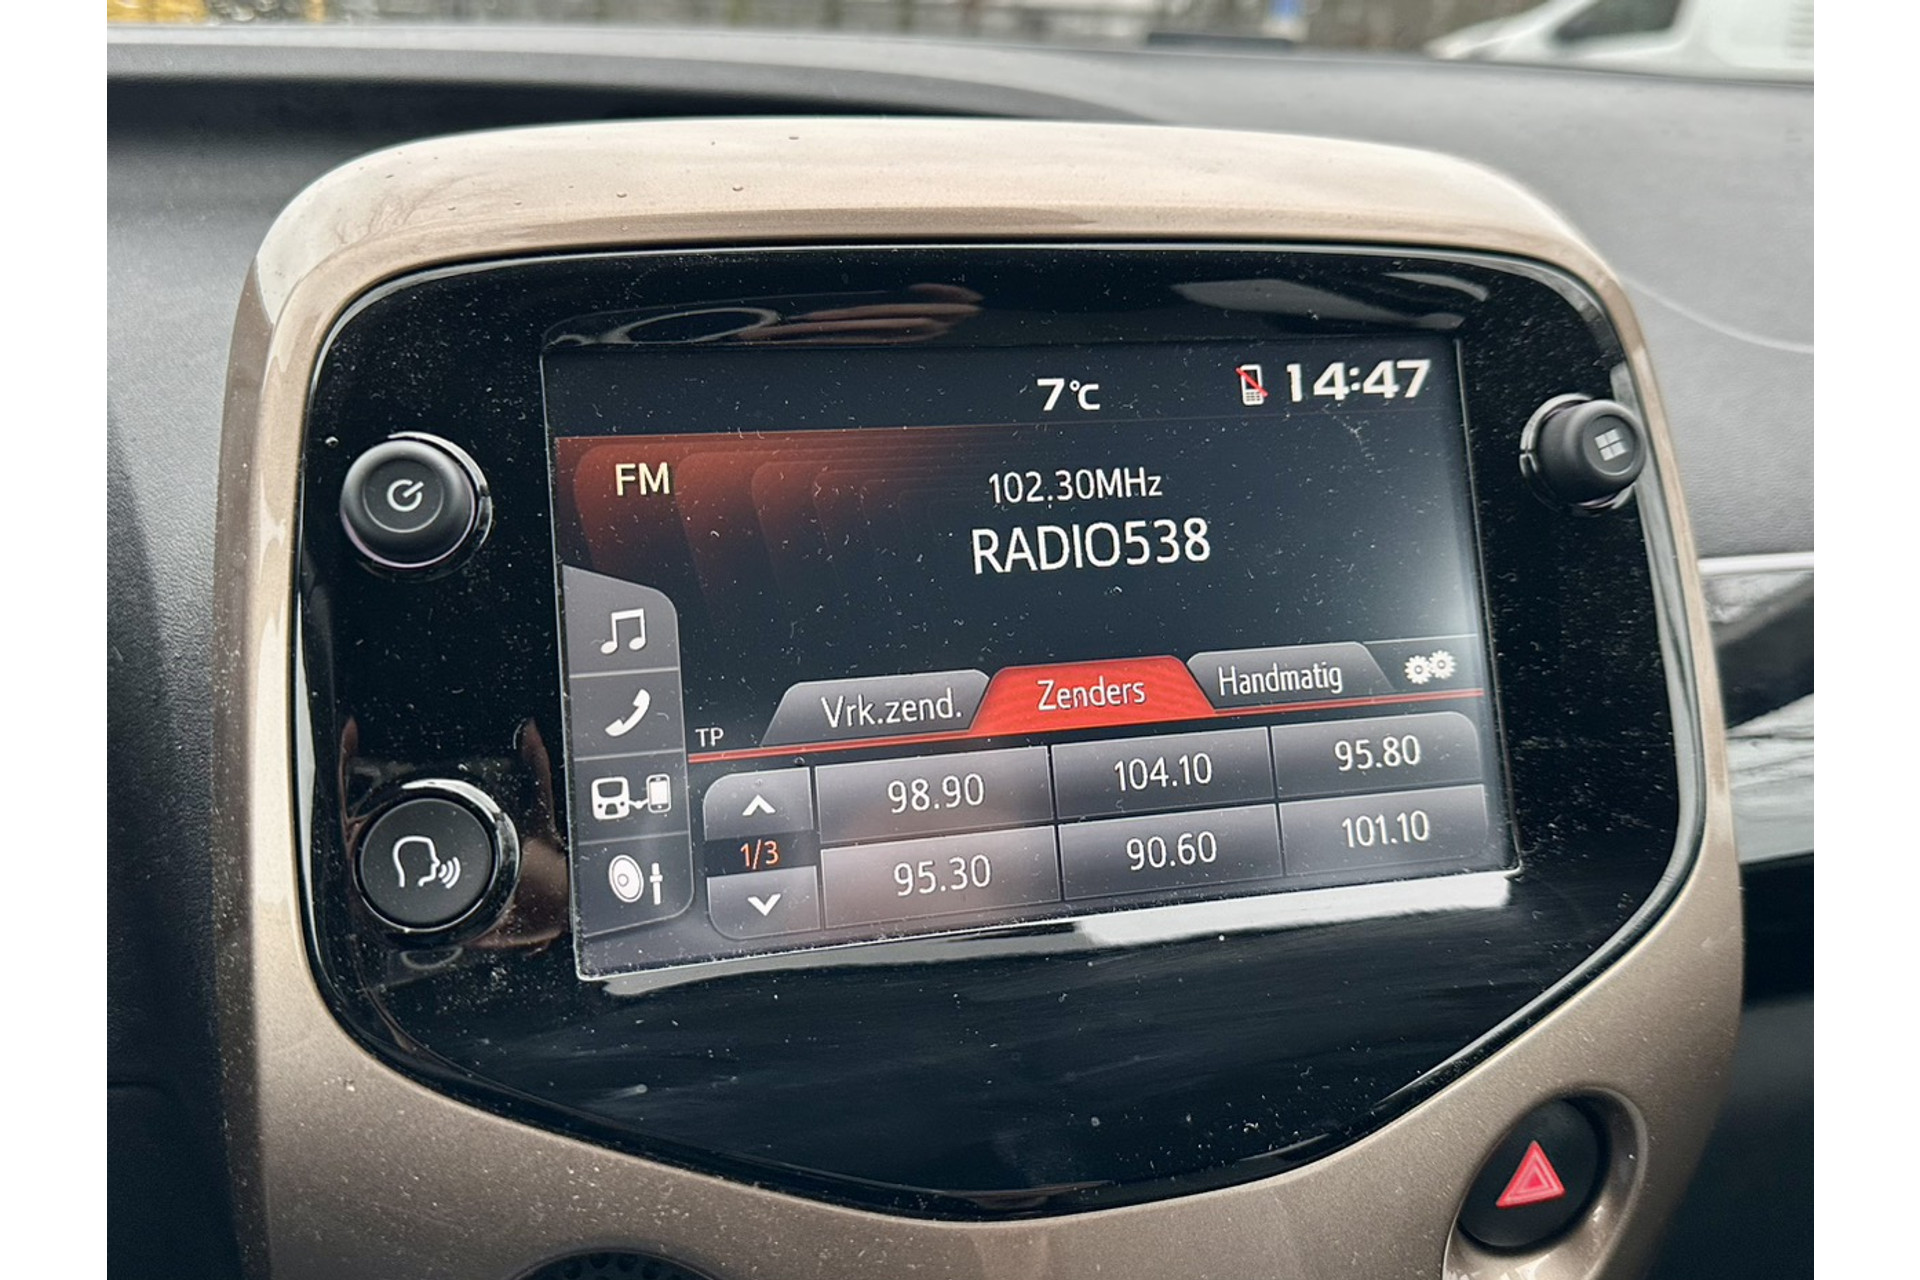 7°C 14:47
FM
102.30MHz
RADIO538
TP Vrk.zend. Zenders Handmatig
98.90 104.10 95.80
1/3
95.30 90.60 101.10